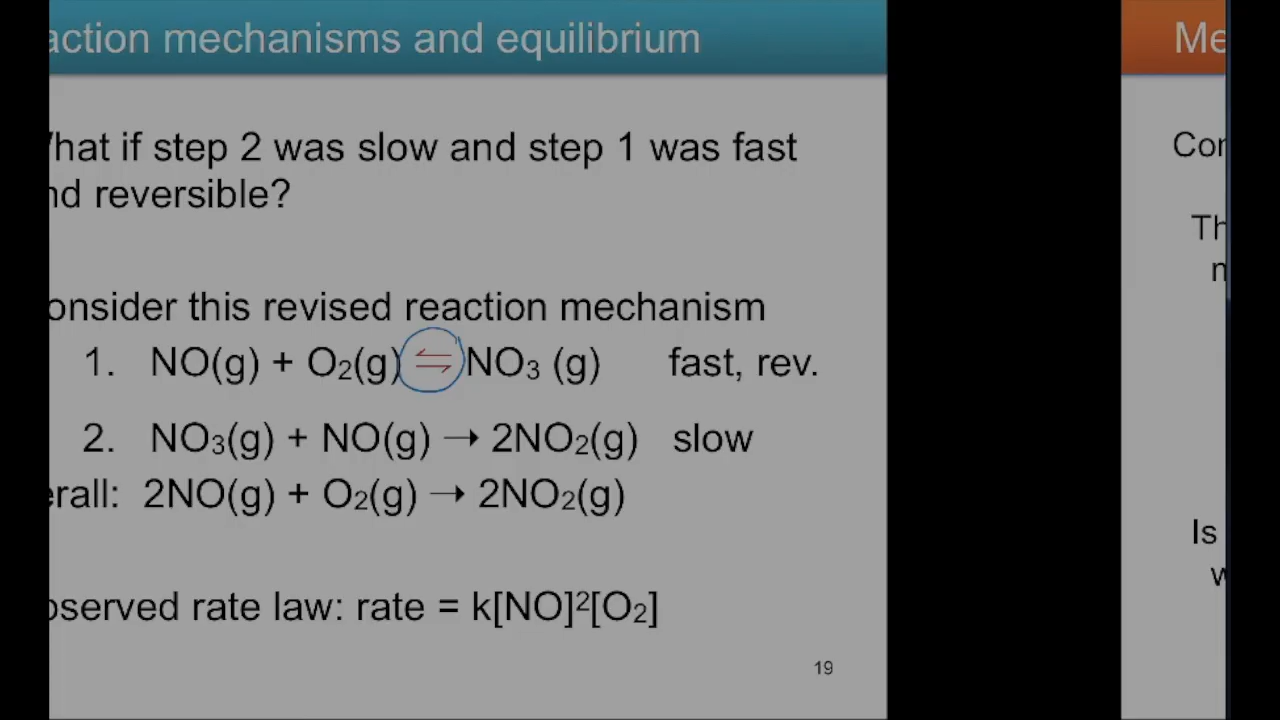 action mechanisms and equilibrium
hat if step 2 was slow and step 1 was fast
nd reversible?
onsider this revised reaction mechanism
1. NO(g) + O₂(g) ⇋ NO₃ (g) fast, rev.
2. NO₃(g) + NO(g) → 2NO₂(g) slow
erall: 2NO(g) + O₂(g) → 2NO₂(g)
bserved rate law: rate = k[NO]²[O₂]
19
Me
Cor
Th
m
Is
w